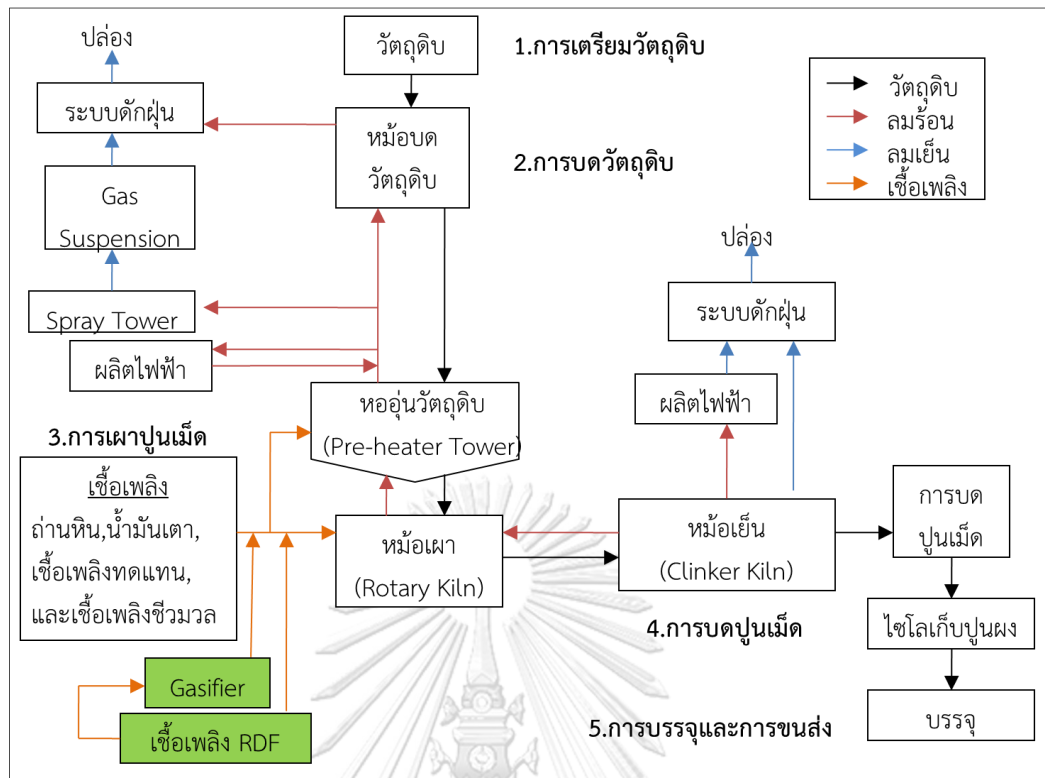 ปล่อง
วัตถุดิบ
1.การเตรียมวัตถุดิบ
วัตถุดิบ
ลมร้อน
ลมเย็น
เชื้อเพลิง
ระบบดักฝุ่น
หม้อบด
วัตถุดิบ
2.การบดวัตถุดิบ
Gas
Suspension
Spray Tower
ผลิตไฟฟ้า
ปล่อง
ระบบดักฝุ่น
ผลิตไฟฟ้า
หออุ่นวัตถุดิบ
(Pre-heater Tower)
3.การเผาปูนเม็ด
เชื้อเพลิง
ถ่านหิน,น้ำมันเตา,
เชื้อเพลิงทดแทน,
และเชื้อเพลิงชีวมวล
หม้อเผา
(Rotary Kiln)
หม้อเย็น
(Clinker Kiln)
การบด
ปูนเม็ด
4.การบดปูนเม็ด
ไซโลเก็บปูนผง
Gasifier
เชื้อเพลิง RDF
5.การบรรจุและการขนส่ง
บรรจุ